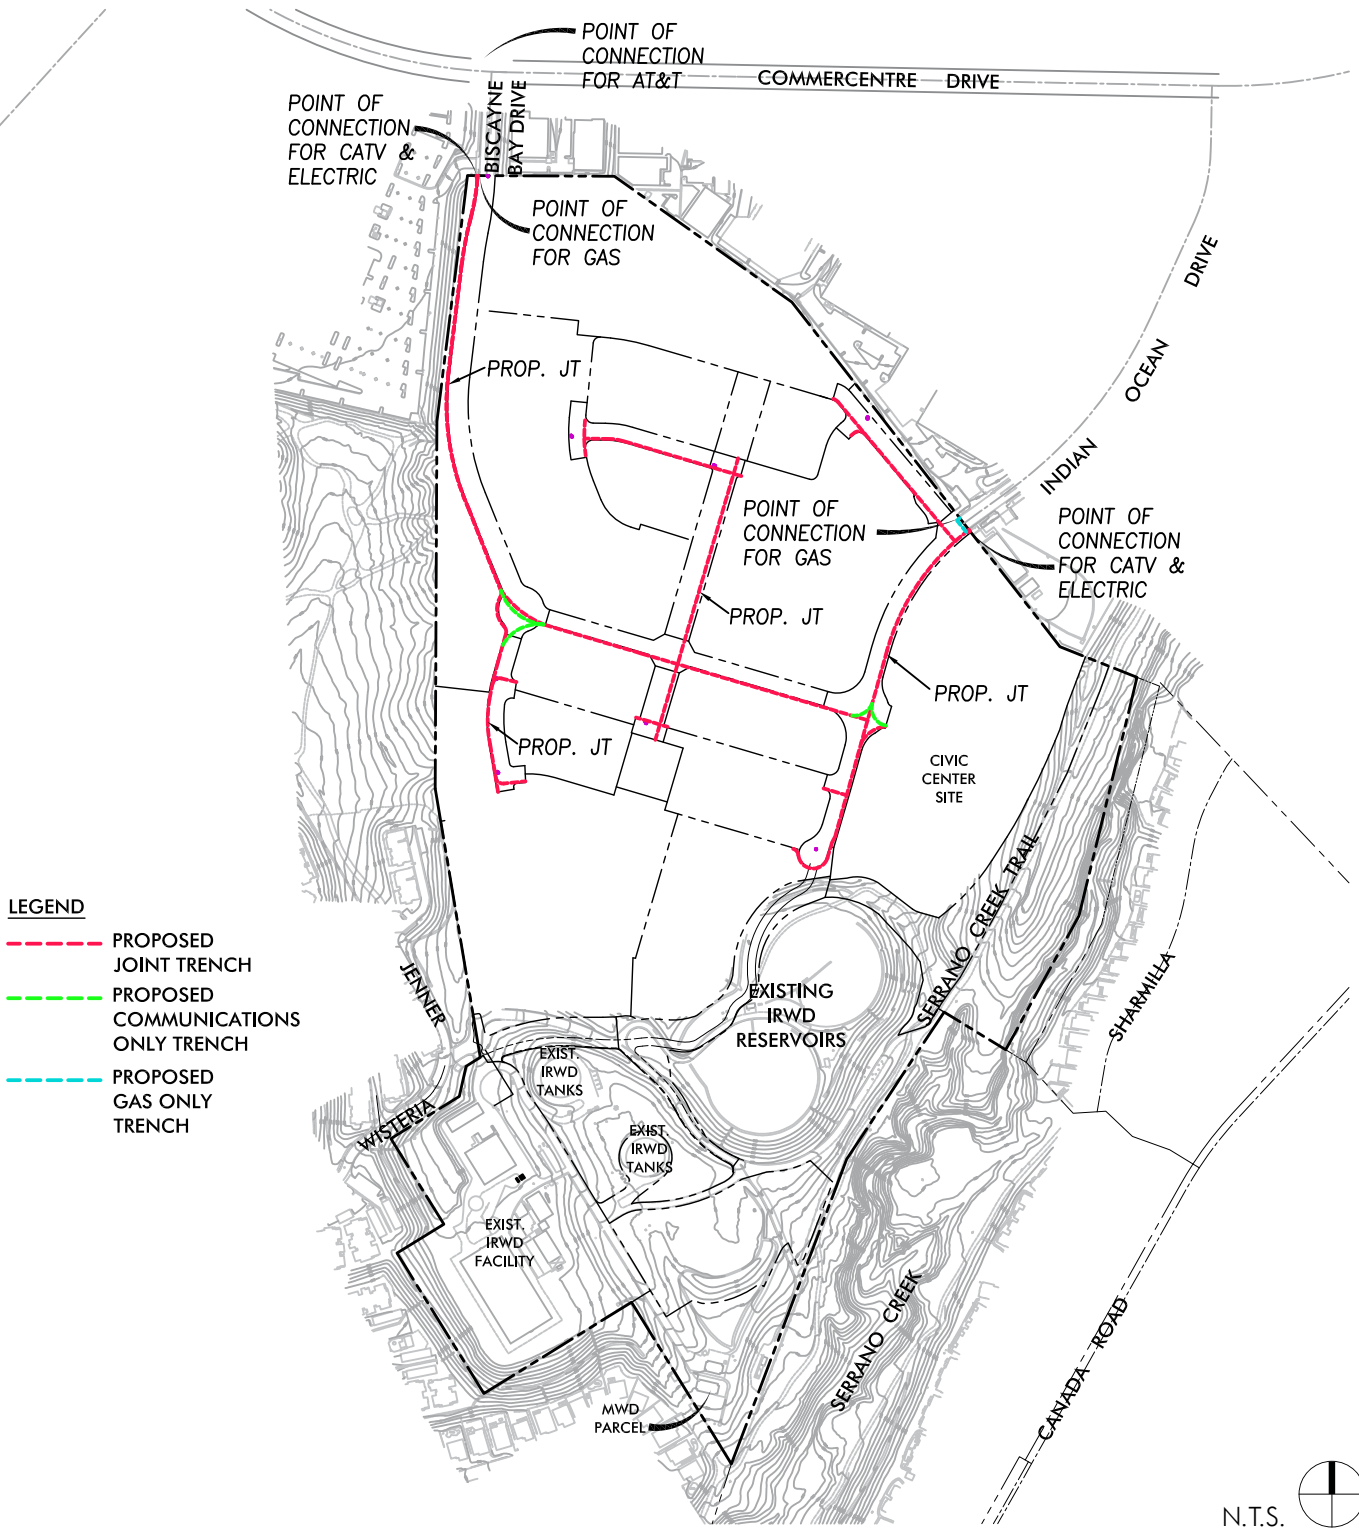 POINT OF
CONNECTION
FOR AT&T
COMMERCENTRE DRIVE
POINT OF
CONNECTION
FOR CATV &
ELECTRIC
BISCAYNE
BAY DRIVE
POINT OF
CONNECTION
FOR GAS
INDIAN OCEAN DRIVE
PROP. JT
POINT OF
CONNECTION
FOR GAS
POINT OF
CONNECTION
FOR CATV &
ELECTRIC
PROP. JT
PROP. JT
PROP. JT
CIVIC
CENTER
SITE
SERRANO CREEK TRAIL
SHARMILLA
LEGEND
PROPOSED
JOINT TRENCH
PROPOSED
COMMUNICATIONS
ONLY TRENCH
PROPOSED
GAS ONLY
TRENCH
JENNER
EXISTING
IRWD
RESERVOIRS
EXIST.
IRWD
TANKS
WISTERIA
EXIST.
IRWD
TANKS
EXIST.
IRWD
FACILITY
SERRANO CREEK
CANADA ROAD
MWD
PARCEL
N.T.S.